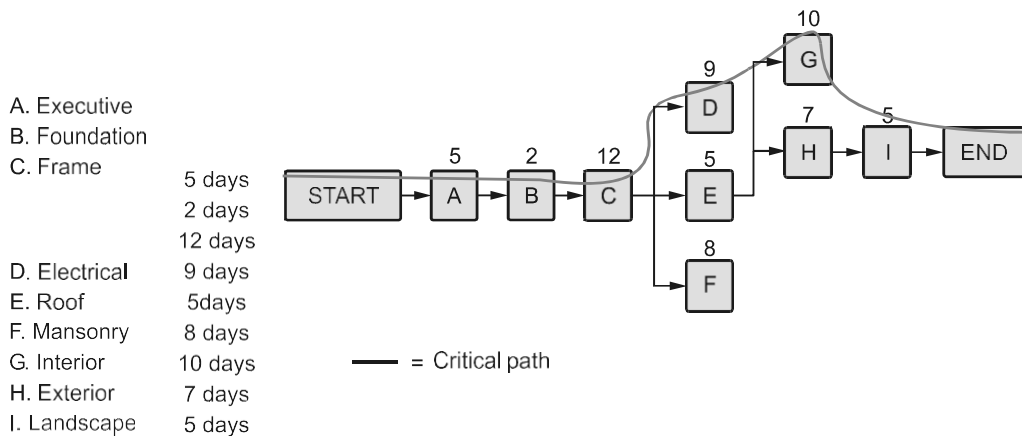 10
G
9
D
A. Executive
B. Foundation
C. Frame
7
H
5
I
END
5 days
2 days
12 days
START
5
A
2
B
12
C
5
E
D. Electrical 9 days
E. Roof 5days
F. Mansonry 8 days
G. Interior 10 days
H. Exterior 7 days
I. Landscape 5 days
8
F
= Critical path